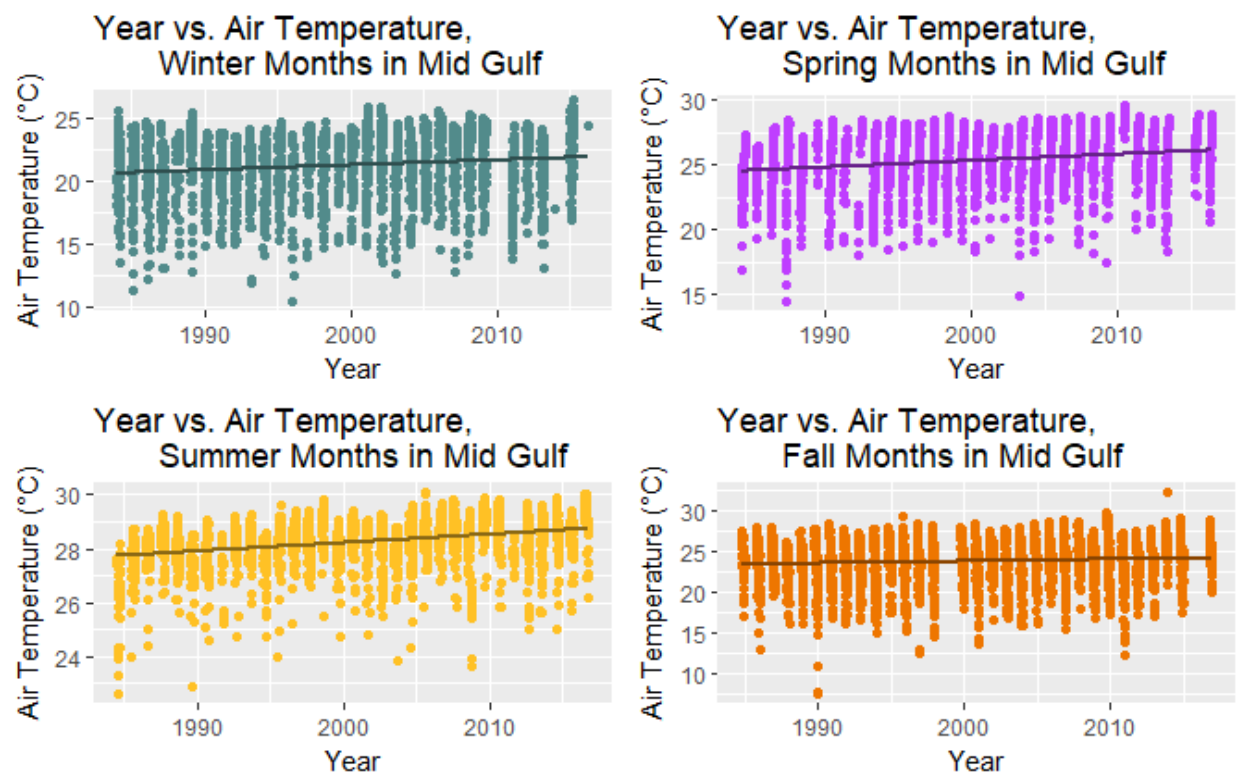 Year vs. Air Temperature,
Winter Months in Mid Gulf
Air Temperature (°C)
25
20
15
10
1990
2000
2010
Year
Year vs. Air Temperature,
Spring Months in Mid Gulf
Air Temperature (°C)
30
25
20
15
1990
2000
2010
Year
Year vs. Air Temperature,
Summer Months in Mid Gulf
Air Temperature (°C)
30
28
26
24
1990
2000
2010
Year
Year vs. Air Temperature,
Fall Months in Mid Gulf
Air Temperature (°C)
30
25
20
15
10
1990
2000
2010
Year